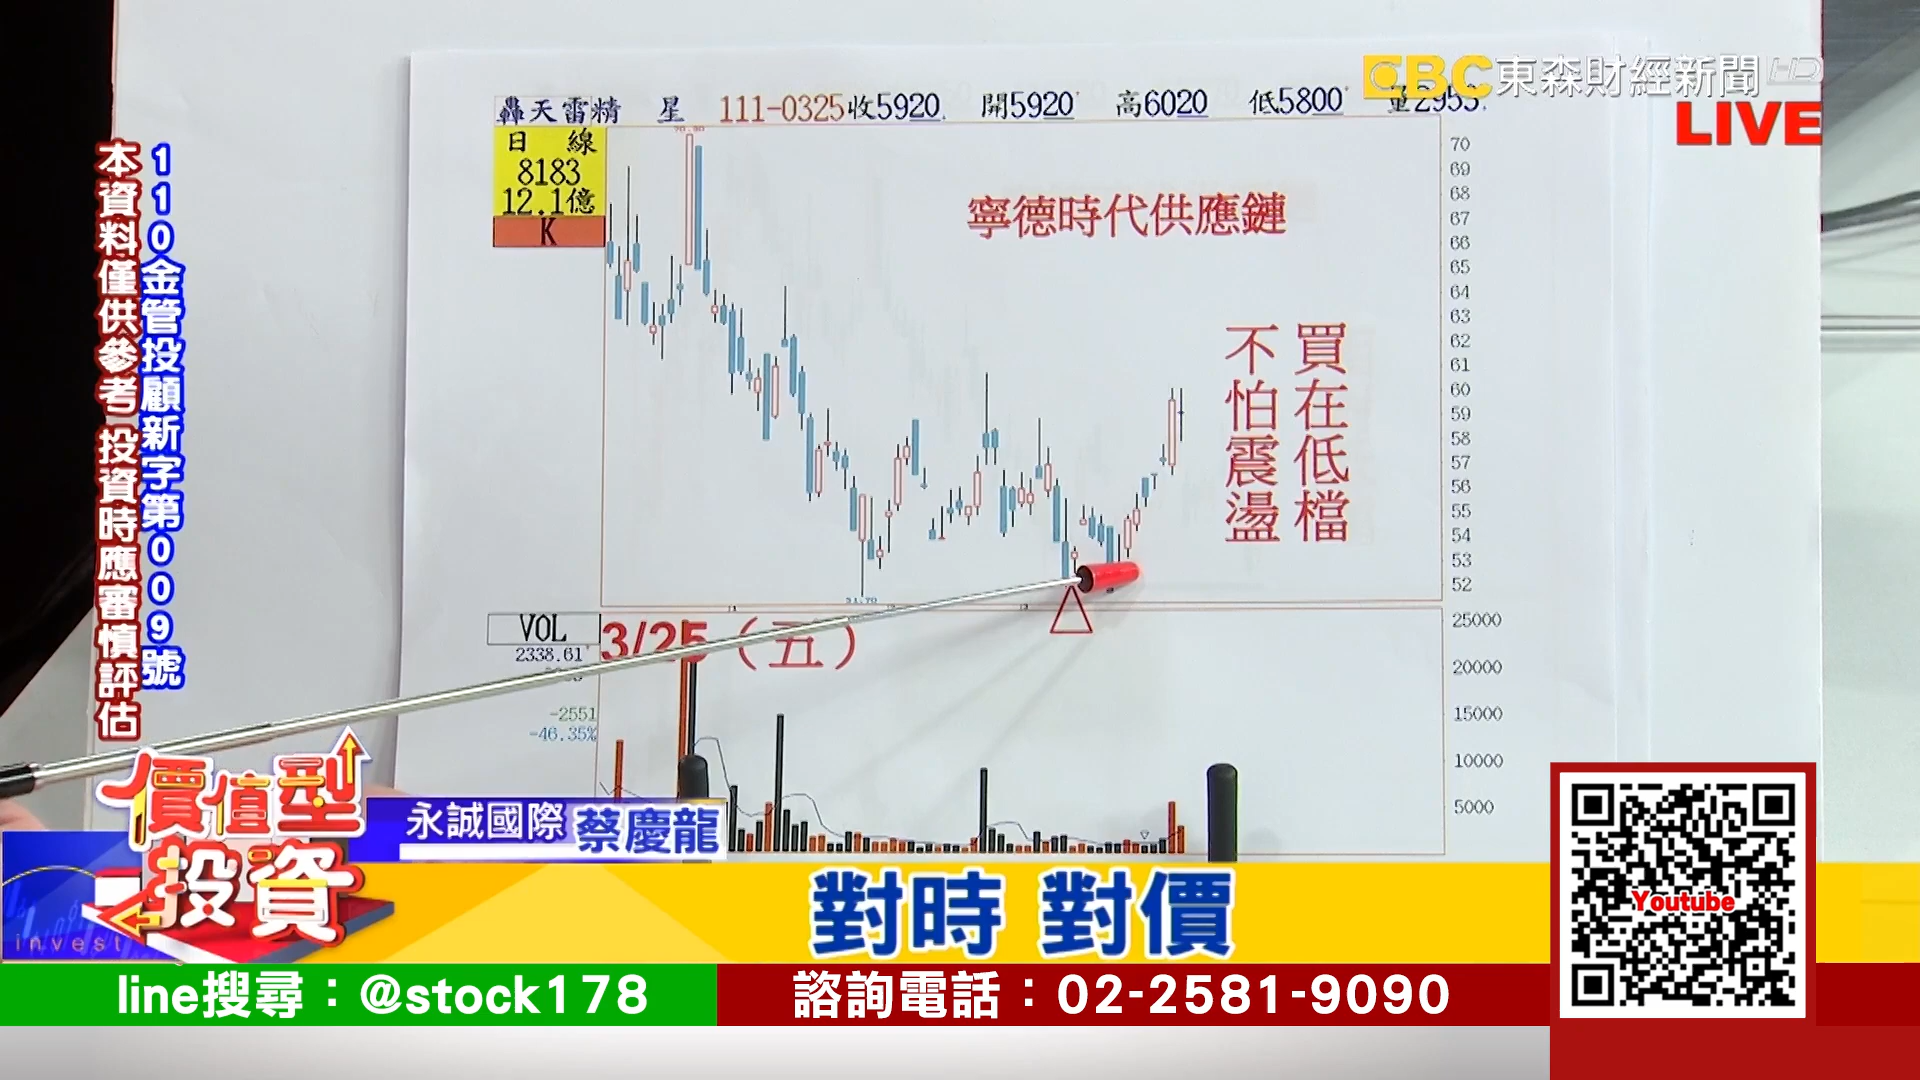 EBC東森財經新聞HD
LIVE
轟天雷精 星 111-0325收5920 開5920 高6020 低5800 量2953
日 線
8183
12.1億
K
70.30
寧德時代供應鏈
買在低檔
不怕震盪
70
69
68
67
66
65
64
63
62
61
60
59
58
57
56
55
54
53
52
VOL
2338.61
-2551
-46.35%
3/25（五）
25000
20000
15000
10000
5000
110金管投顧新字第009號
本資料僅供參考 投資時應審慎評估
價值型
投資
invest
永誠國際 蔡慶龍
對時 對價
Youtube
line搜尋：@stock178
諮詢電話：02-2581-9090